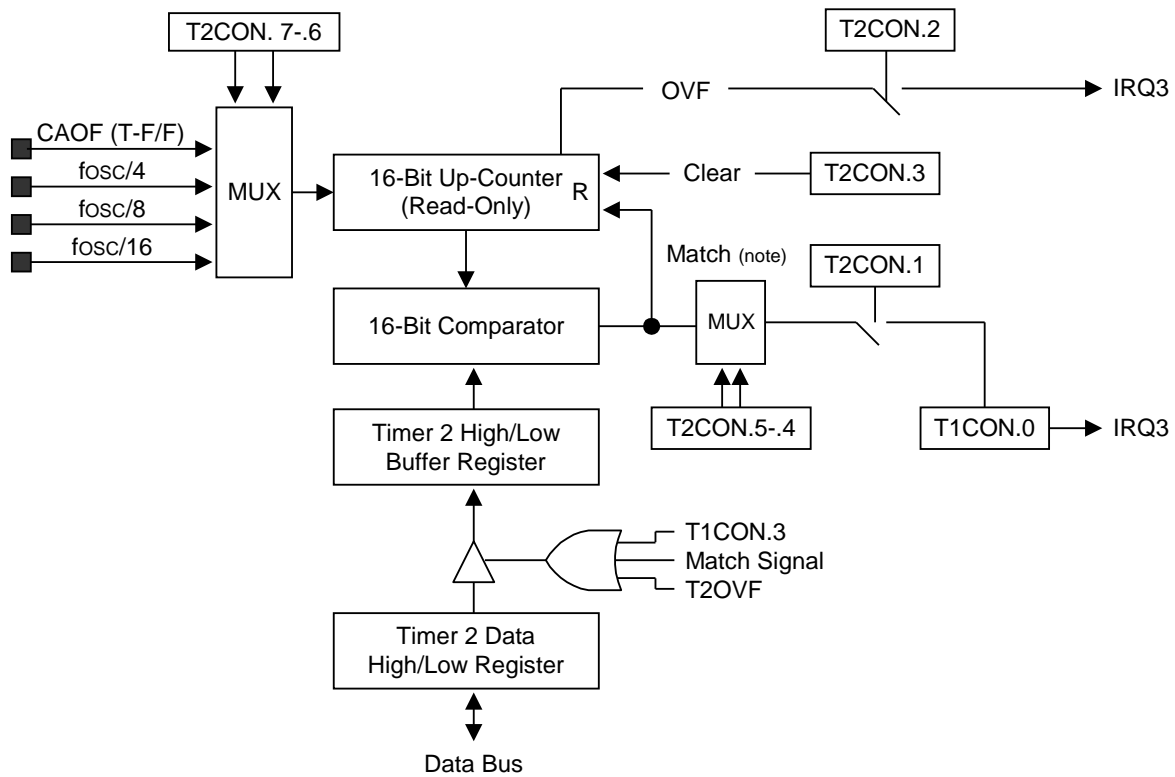 T2CON. 7-.6
T2CON.2
OVF
IRQ3
CAOF (T-F/F)
fosc/4
fosc/8
fosc/16
MUX
16-Bit Up-Counter
(Read-Only)
R
Clear
T2CON.3
Match (note)
T2CON.1
16-Bit Comparator
MUX
T2CON.5-.4
T1CON.0
IRQ3
Timer 2 High/Low
Buffer Register
T1CON.3
Match Signal
T2OVF
Timer 2 Data
High/Low Register
Data Bus